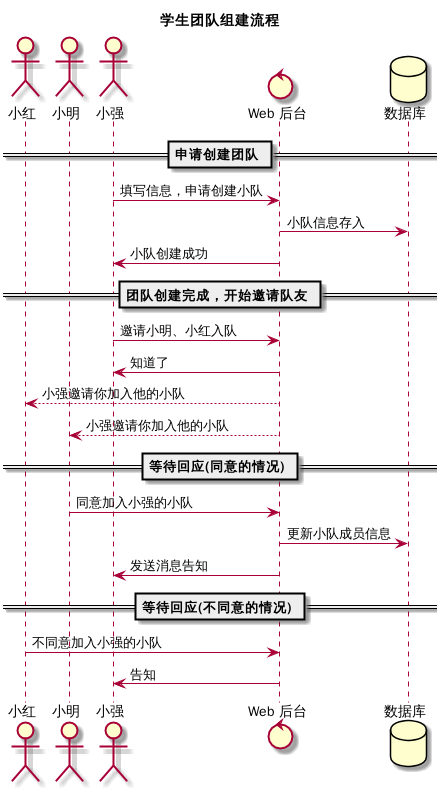 学生团队组建流程
小红 小明 小强 Web 后台 数据库
申请创建团队
填写信息，申请创建小队
小队信息存入
小队创建成功
团队创建完成，开始邀请队友
邀请小明、小红入队
知道了
小强邀请你加入他的小队
小强邀请你加入他的小队
等待回应(同意的情况)
同意加入小强的小队
更新小队成员信息
发送消息告知
等待回应(不同意的情况)
不同意加入小强的小队
告知
小红 小明 小强 Web 后台 数据库